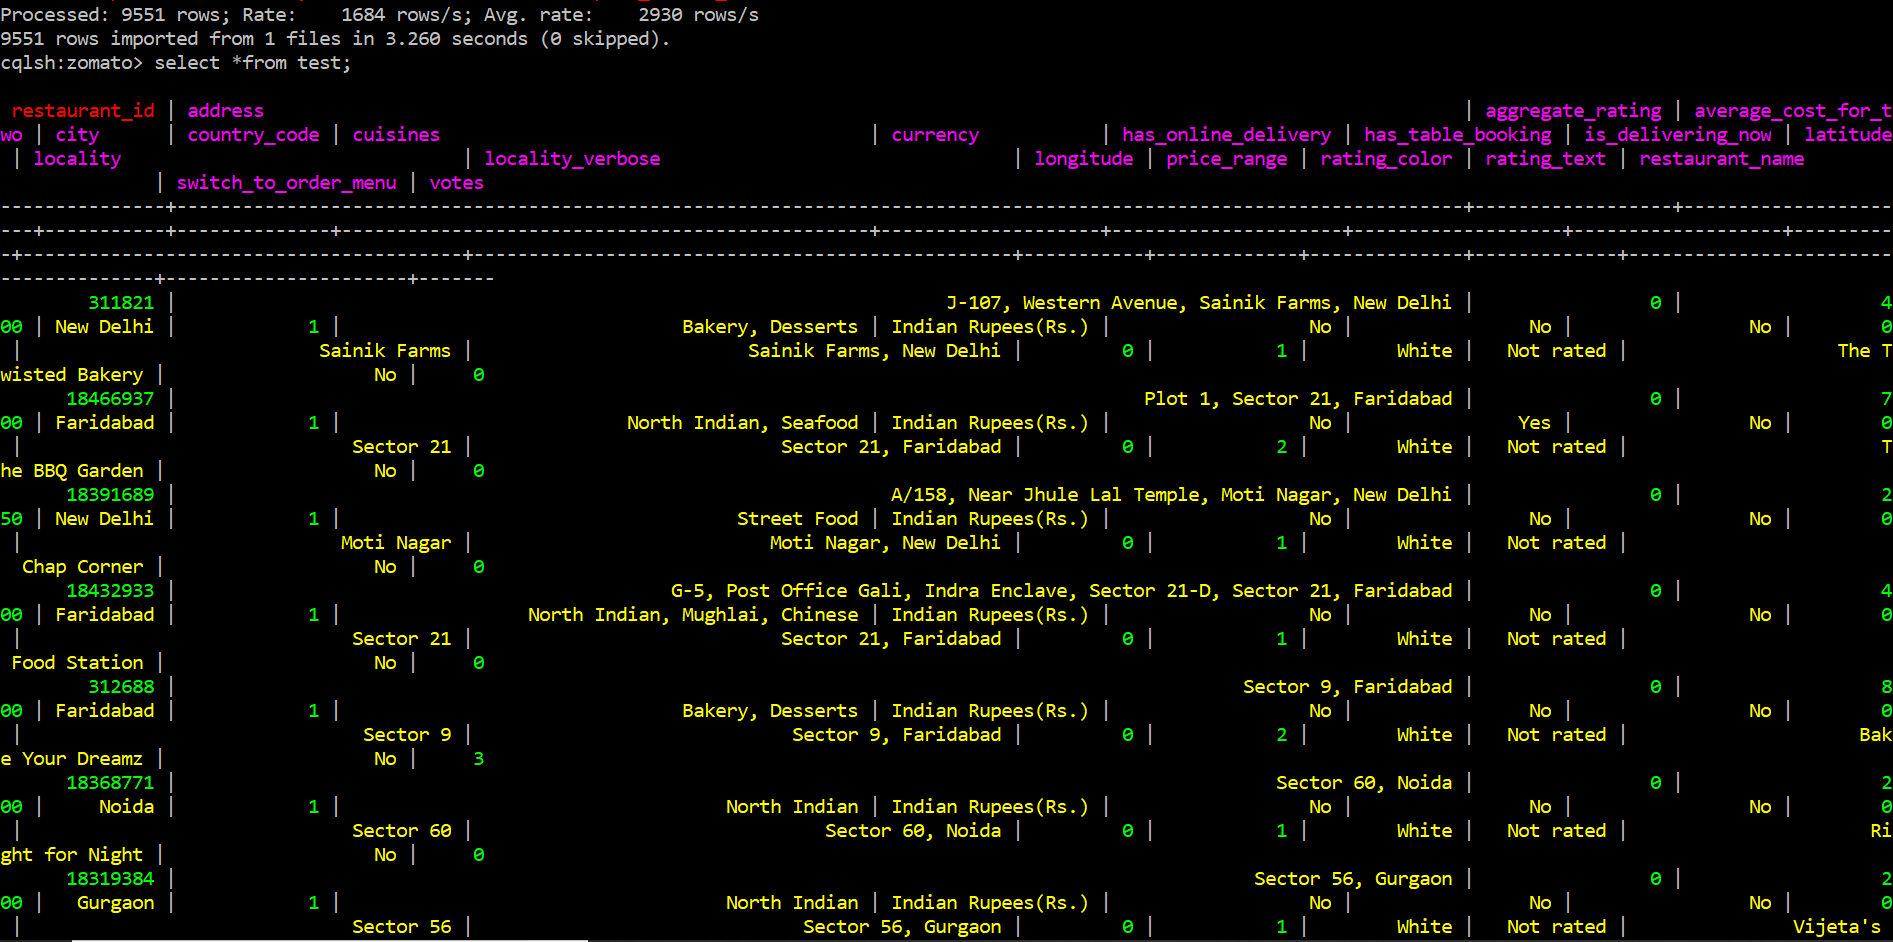 Processed: 9551 rows; Rate:    1684 rows/s; Avg. rate:    2930 rows/s
9551 rows imported from 1 files in 3.260 seconds (0 skipped).
cqlsh:zomato> select *from test;
restaurant_id | address | aggregate_rating | average_cost_for_t
wo | city | country_code | cuisines | currency | has_online_delivery | has_table_booking | is_delivering_now | latitude
| locality | locality_verbose | longitude | price_range | rating_color | rating_text | restaurant_name
| switch_to_order_menu | votes
311821 | J-107, Western Avenue, Sainik Farms, New Delhi | 0 | 4
00 | New Delhi | 1 | Bakery, Desserts | Indian Rupees(Rs.) | No | No | No | 0
| Sainik Farms | Sainik Farms, New Delhi | 0 | 1 | White | Not rated | The T
wisted Bakery | No | 0
18466937 | Plot 1, Sector 21, Faridabad | 0 | 7
00 | Faridabad | 1 | North Indian, Seafood | Indian Rupees(Rs.) | No | Yes | No | 0
| Sector 21 | Sector 21, Faridabad | 0 | 2 | White | Not rated | T
he BBQ Garden | No | 0
18391689 | A/158, Near Jhule Lal Temple, Moti Nagar, New Delhi | 0 | 2
50 | New Delhi | 1 | Street Food | Indian Rupees(Rs.) | No | No | No | 0
| Moti Nagar | Moti Nagar, New Delhi | 0 | 1 | White | Not rated |
Chap Corner | No | 0
18432933 | G-5, Post Office Gali, Indra Enclave, Sector 21-D, Sector 21, Faridabad | 0 | 4
00 | Faridabad | 1 | North Indian, Mughlai, Chinese | Indian Rupees(Rs.) | No | No | No | 0
| Sector 21 | Sector 21, Faridabad | 0 | 1 | White | Not rated |
Food Station | No | 0
312688 | Sector 9, Faridabad | 0 | 8
00 | Faridabad | 1 | Bakery, Desserts | Indian Rupees(Rs.) | No | No | No | 0
| Sector 9 | Sector 9, Faridabad | 0 | 2 | White | Not rated | Bak
e Your Dreamz | No | 3
18368771 | Sector 60, Noida | 0 | 2
00 | Noida | 1 | North Indian | Indian Rupees(Rs.) | No | No | No | 0
| Sector 60 | Sector 60, Noida | 0 | 1 | White | Not rated | Ri
ght for Night | No | 0
18319384 | Sector 56, Gurgaon | 0 | 2
00 | Gurgaon | 1 | North Indian | Indian Rupees(Rs.) | No | No | No | 0
| Sector 56 | Sector 56, Gurgaon | 0 | 1 | White | Not rated | Vijeta's